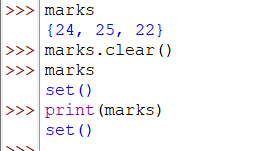 >>> marks
{24, 25, 22}
>>> marks.clear()
>>> marks
set()
>>> print(marks)
set()
>>>